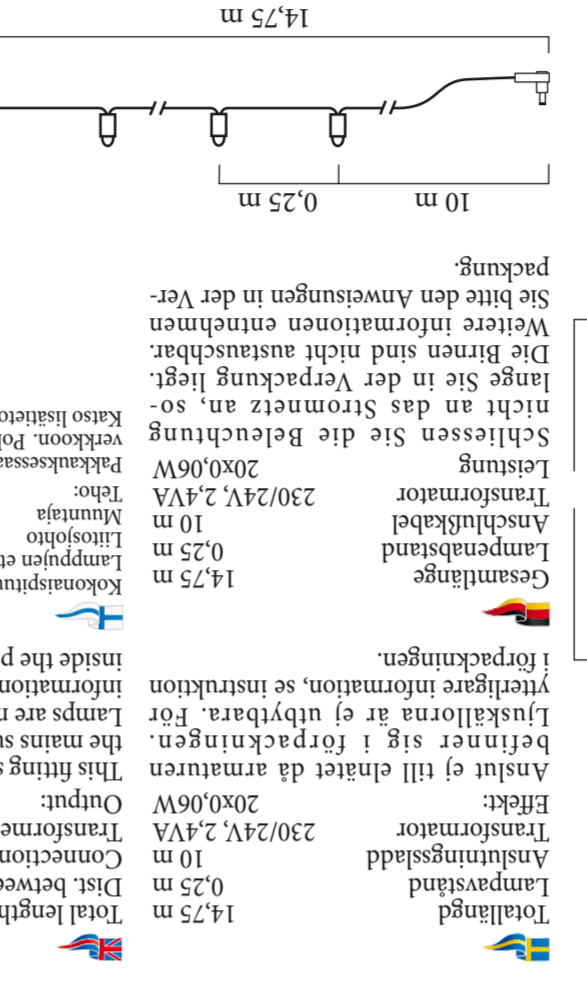 Totallängd 14,75 m
Lampavstånd 0,25 m
Anslutningssladd 10 m
Transformator 230/24V, 2,4VA
Effekt: 20x0,06W
Anslut ej till elnätet då armaturen
befinner sig i förpackningen.
Ljuskällorna är ej utbytbara. För
ytterligare information, se instruktion
i förpackningen.
Total length
Dist. betwee
Connection
Transforme
Output:
This fitting s
the mains su
Lamps are n
information
inside the p
Gesamtlänge 14,75 m
Lampenabstand 0,25 m
Anschlußkabel 10 m
Transformator 230/24V, 2,4VA
Leistung 20x0,06W
Schliessen Sie die Beleuchtung
nicht an das Stromnetz an, so-
lange Sie in der Verpackung liegt.
Die Birnen sind nicht austauschbar.
Weitere informationen entnehmen
Sie bitte den Anweisungen in der Ver-
packung.
Kokonaispituu
Lamppujen et
Liitosjohto
Muuntaja
Teho:
Pakkauksessaa
verkkoon. Pol
Katso lisätieto
10 m 0,25 m
14,75 m